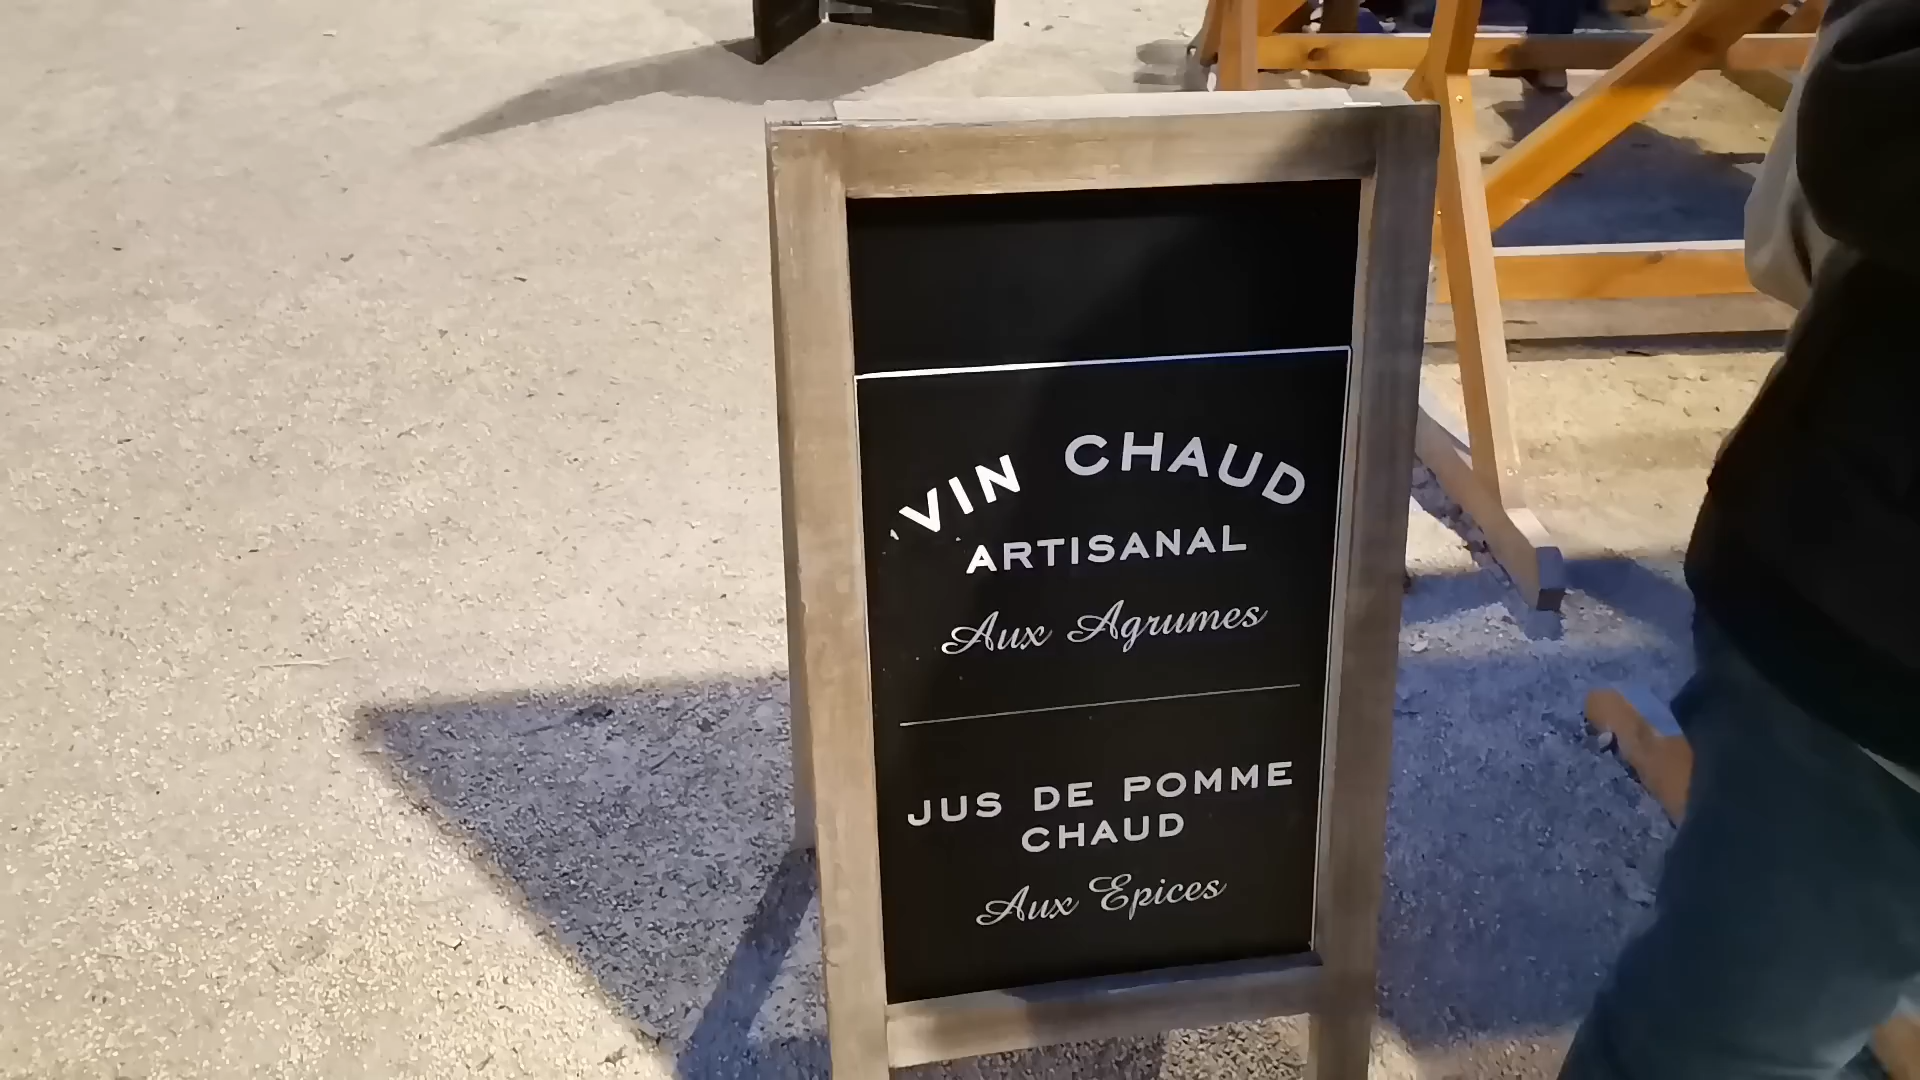 VIN CHAUD
ARTISANAL
Aux Agrumes
JUS DE POMME
CHAUD
Aux Epices